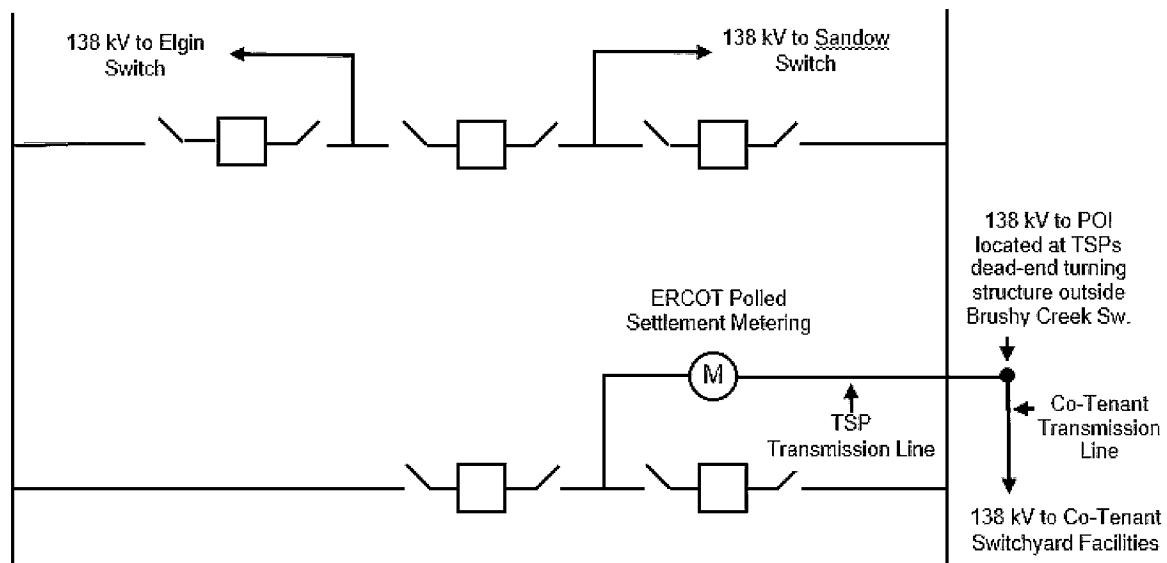 138 kV to Elgin
Switch
138 kV to Sandow
Switch
138 kV to POI
located at TSPs
dead-end turning
structure outside
Brushy Creek Sw.
ERCOT Polled
Settlement Metering
M
TSP
Transmission Line
Co-Tenant
Transmission
Line
138 kV to Co-Tenant
Switchyard Facilities